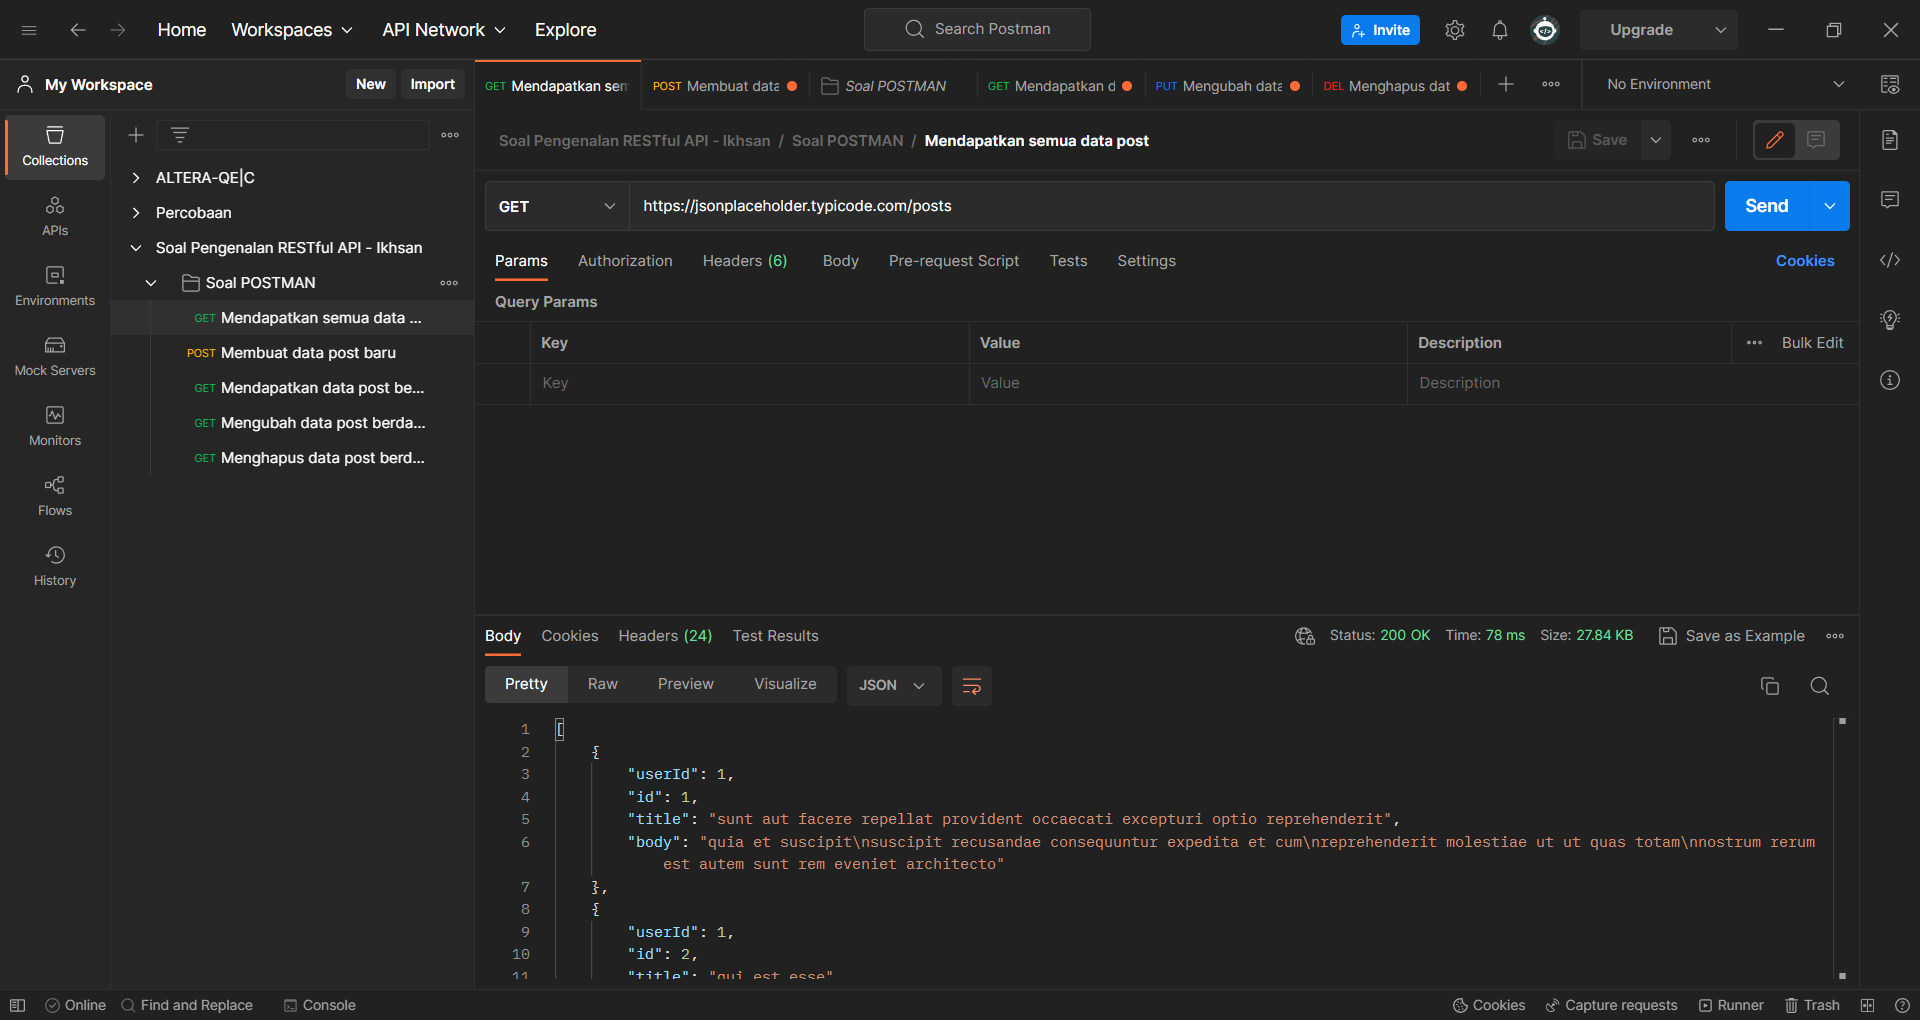 Home Workspaces API Network Explore Search Postman Invite Upgrade
My Workspace New Import
GET Mendapatkan sem POST Membuat data Soal POSTMAN GET Mendapatkan d PUT Mengubah data DEL Menghapus dat No Environment
Collections
APIs
Environments
Mock Servers
Monitors
Flows
History
ALTERA-QE|C
Percobaan
Soal Pengenalan RESTful API - Ikhsan
Soal POSTMAN
GET Mendapatkan semua data ...
POST Membuat data post baru
GET Mendapatkan data post be...
GET Mengubah data post berda...
GET Menghapus data post berd...
Soal Pengenalan RESTful API - Ikhsan / Soal POSTMAN / Mendapatkan semua data post Save
GET https://jsonplaceholder.typicode.com/posts Send
Params Authorization Headers (6) Body Pre-request Script Tests Settings Cookies
Query Params
Key Value Description Bulk Edit
Key Value Description
Body Cookies Headers (24) Test Results Status: 200 OK Time: 78 ms Size: 27.84 KB Save as Example
Pretty Raw Preview Visualize JSON
1 [
2 {
3 "userId": 1,
4 "id": 1,
5 "title": "sunt aut facere repellat provident occaecati excepturi optio reprehenderit",
6 "body": "quia et suscipit\nsuscipit recusandae consequuntur expedita et cum\nreprehenderit molestiae ut ut quas totam\nnostrum rerum
est autem sunt rem eveniet architecto"
7 },
8 {
9 "userId": 1,
10 "id": 2,
11 "title": "qui est esse"
Online Find and Replace Console Cookies Capture requests Runner Trash